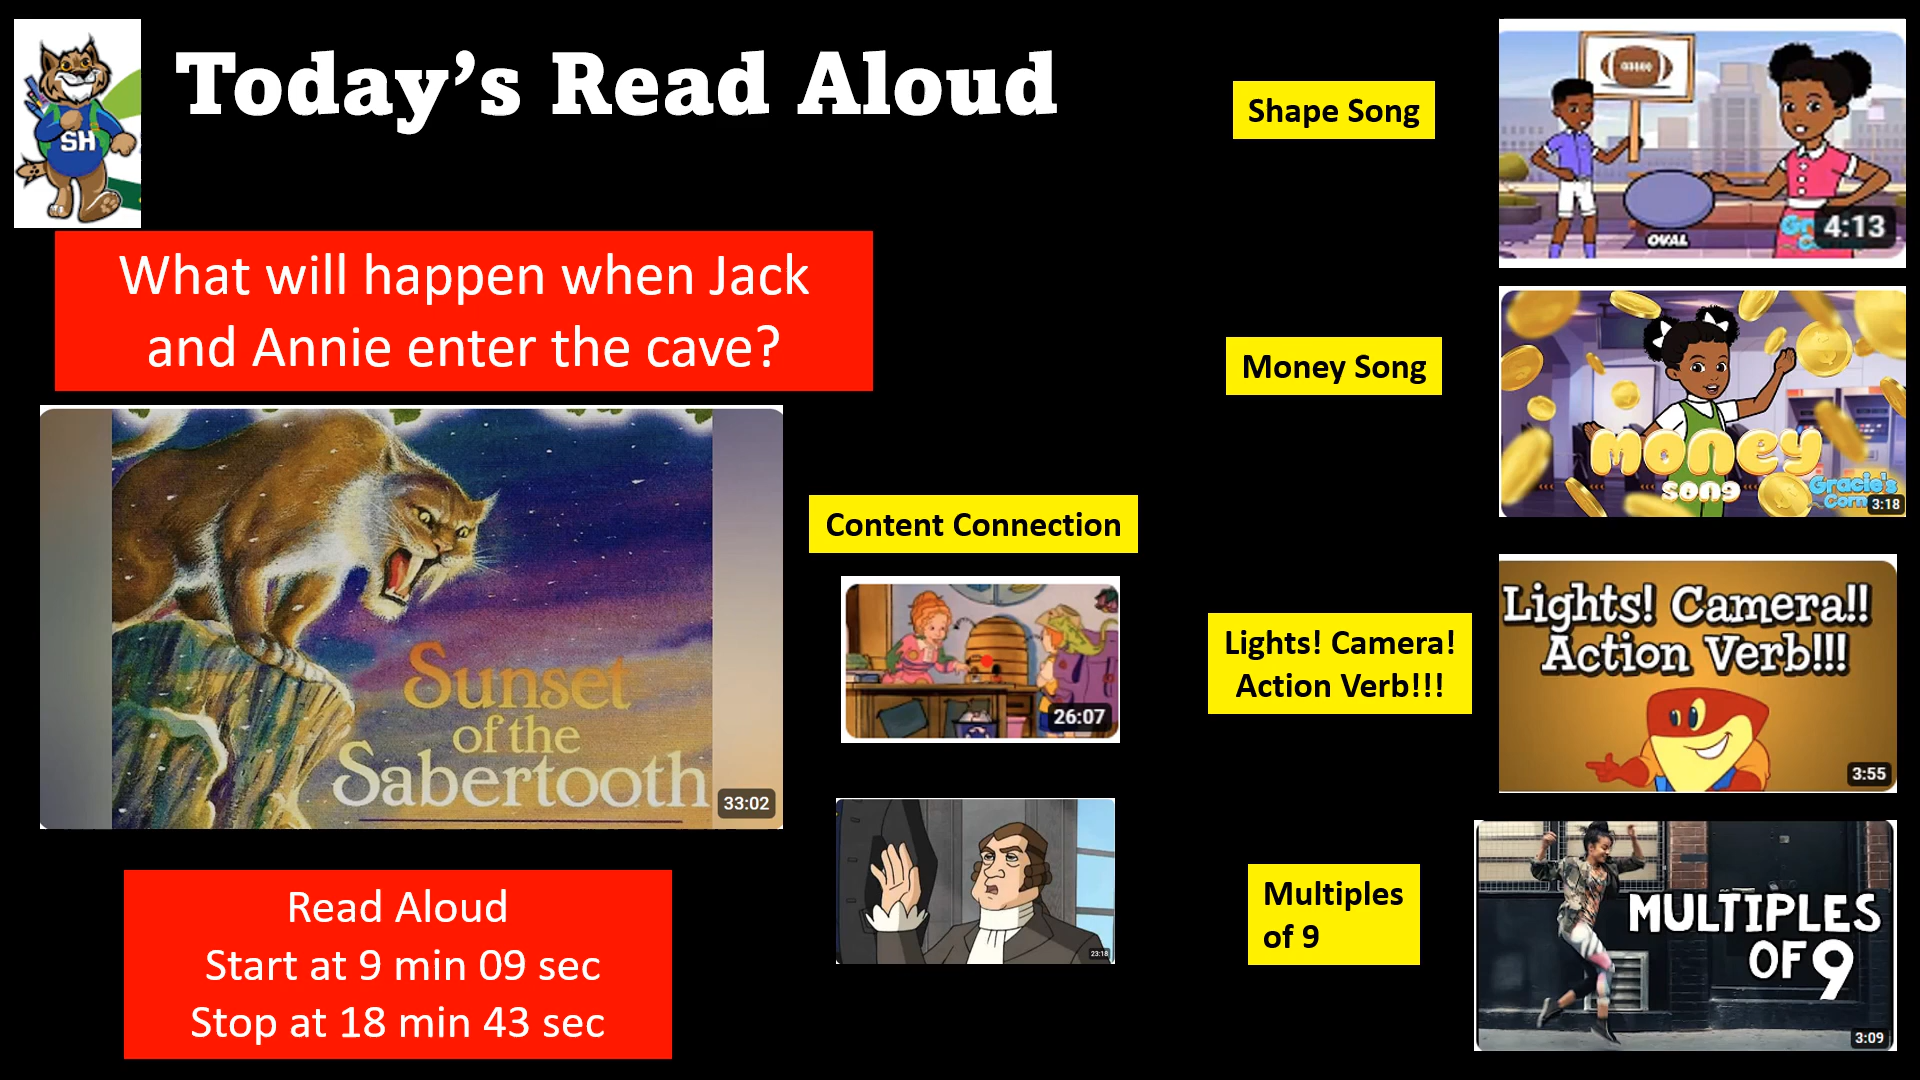 SH
Today's Read Aloud
What will happen when Jack
and Annie enter the cave?
Sunset
of the
Sabertooth
33:02
Read Aloud
Start at 9 min 09 sec
Stop at 18 min 43 sec
Content Connection
26:07
23:18
Shape Song
OVAL
4:13
Money Song
money
song
Gracie's
3:18
Lights! Camera!
Action Verb!!!
Lights! Camera!!
Action Verb!!!
3:55
Multiples
of 9
MULTIPLES
OF 9
3:09